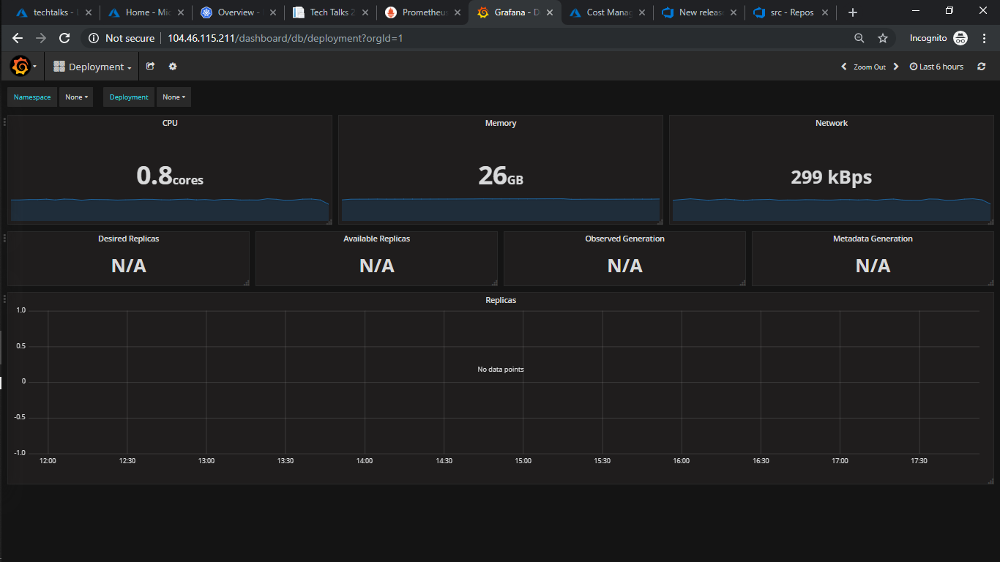 techtalks - Home - Mic Overview - Tech Talks 2 Prometheus Grafana - D Cost Manag New releas src - Repos
Not secure 104.46.115.211/dashboard/db/deployment?orgId=1 Incognito
Deployment Zoom Out Last 6 hours
Namespace None Deployment None
CPU Memory Network
0.8cores 26GB 299 kBps
Desired Replicas Available Replicas Observed Generation Metadata Generation
N/A N/A N/A N/A
Replicas
1.0
0.5
No data points
0
-0.5
-1.0
12:00 12:30 13:00 13:30 14:00 14:30 15:00 15:30 16:00 16:30 17:00 17:30